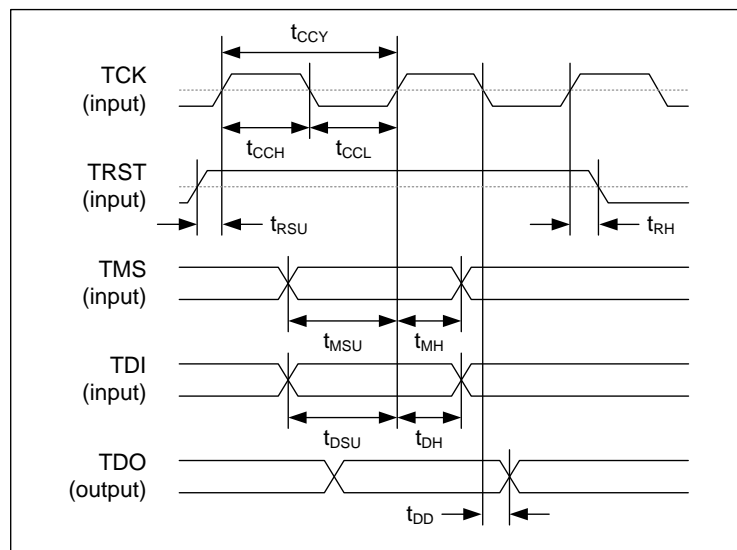 tCCY
TCK
(input)
tCCH
tCCL
TRST
(input)
tRSU
tRH
TMS
(input)
tMSU
tMH
TDI
(input)
tDSU
tDH
TDO
(output)
tDD